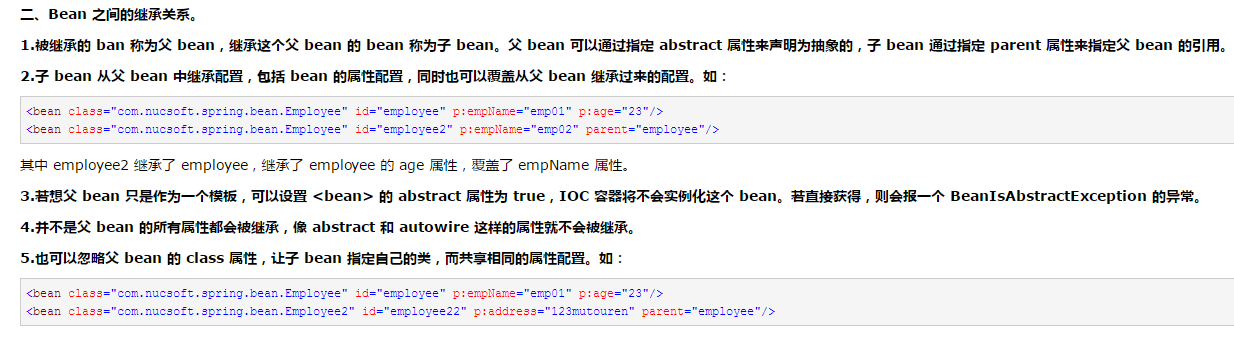 二、Bean 之间的继承关系。
1.被继承的 ban 称为父 bean，继承这个父 bean 的 bean 称为子 bean。父 bean 可以通过指定 abstract 属性来声明为抽象的，子 bean 通过指定 parent 属性来指定父 bean 的引用。
2.子 bean 从父 bean 中继承配置，包括 bean 的属性配置，同时也可以覆盖从父 bean 继承过来的配置。如：
<bean class="com.nucsoft.spring.bean.Employee" id="employee" p:empName="emp01" p:age="23"/>
<bean class="com.nucsoft.spring.bean.Employee" id="employee2" p:empName="emp02" parent="employee"/>
其中 employee2 继承了 employee，继承了 employee 的 age 属性，覆盖了 empName 属性。
3.若想父 bean 只是作为一个模板，可以设置 <bean> 的 abstract 属性为 true，IOC 容器将不会实例化这个 bean。若直接获得，则会报一个 BeanIsAbstractException 的异常。
4.并不是父 bean 的所有属性都会被继承，像 abstract 和 autowire 这样的属性就不会被继承。
5.也可以忽略父 bean 的 class 属性，让子 bean 指定自己的类，而共享相同的属性配置。如：
<bean class="com.nucsoft.spring.bean.Employee" id="employee" p:empName="emp01" p:age="23"/>
<bean class="com.nucsoft.spring.bean.Employee2" id="employee22" p:address="123mutouren" parent="employee"/>